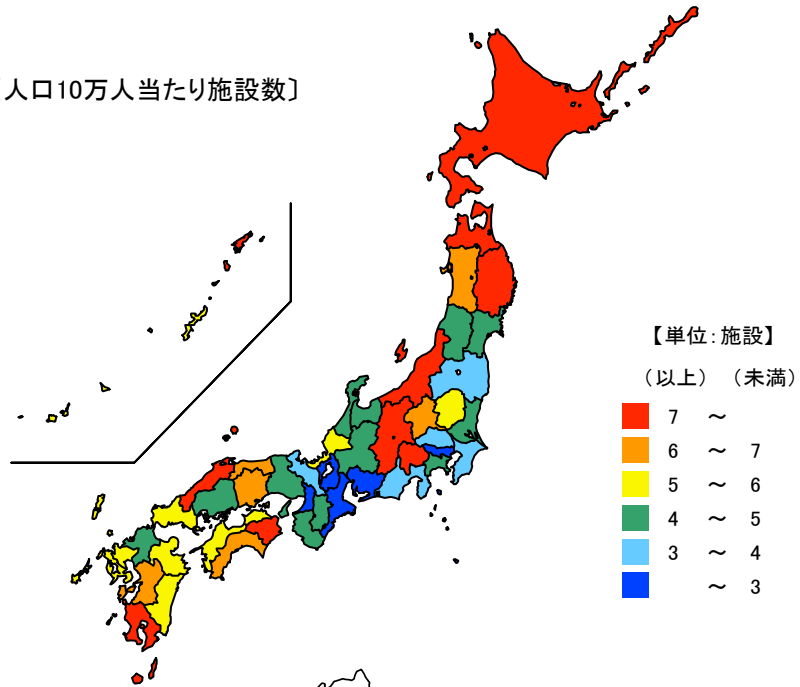 人口10万人当たり施設数〕
【単位:施設】
（以上）（未満）
7 ～
6 ～ 7
5 ～ 6
4 ～ 5
3 ～ 4
～ 3